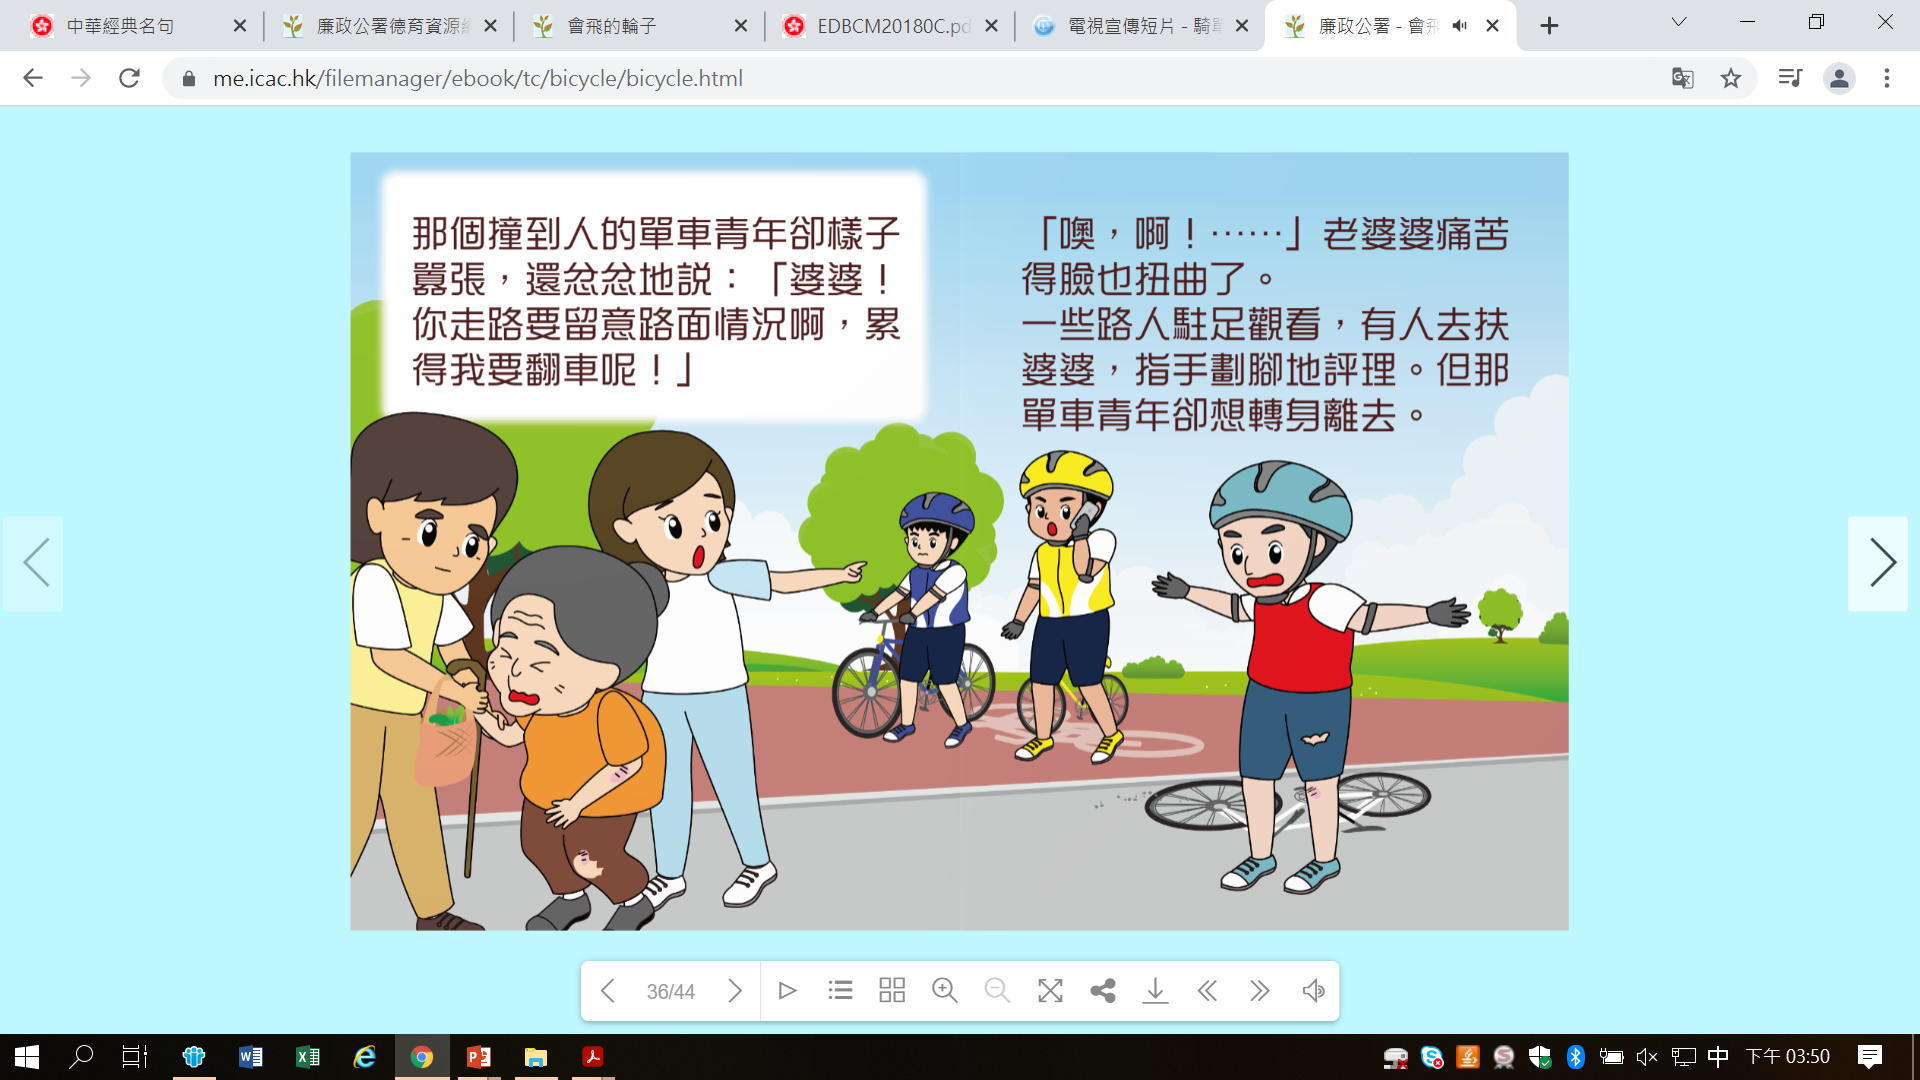 中華經典名句
廉政公署德育資源網
會飛的輪子
EDBCM20180C.pd
電視宣傳短片 - 騎單
廉政公署 - 會飛
me.icac.hk/filemanager/ebook/tc/bicycle/bicycle.html
那個撞到人的單車青年卻樣子
囂張，還忿忿地説：「婆婆！
你走路要留意路面情況啊，累
得我要翻車呢！」
「噢，啊！……」老婆婆痛苦
得臉也扭曲了。
一些路人駐足觀看，有人去扶
婆婆，指手劃腳地評理。但那
單車青年卻想轉身離去。
36/44
中
下午 03:50